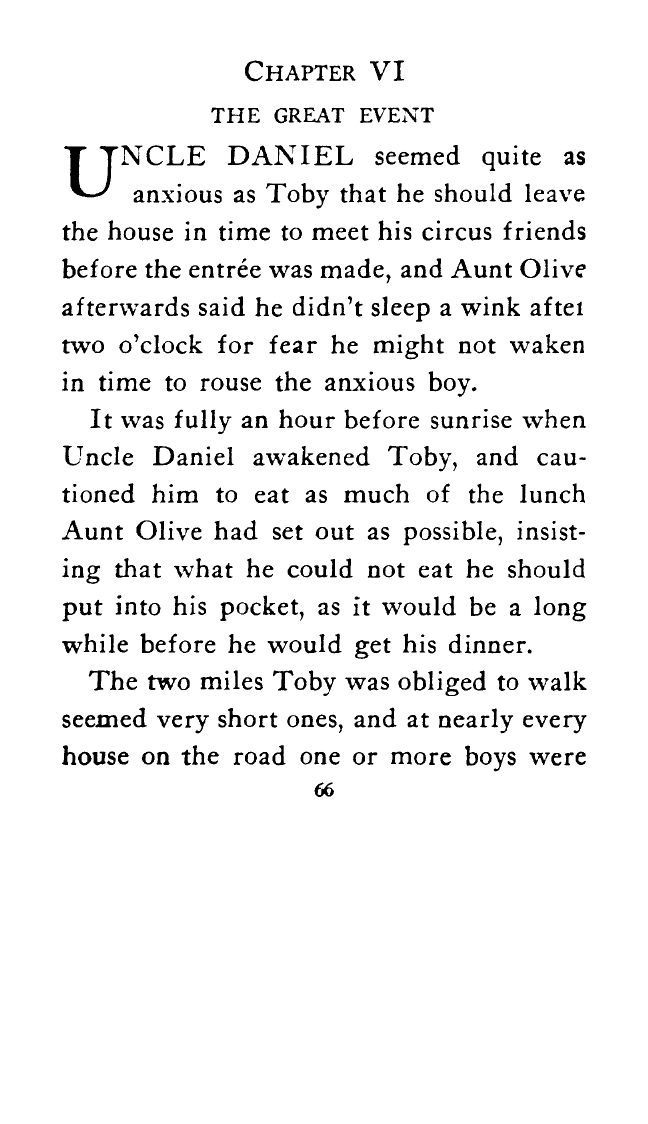 CHAPTER VI
THE GREAT EVENT
UNCLE DANIEL seemed quite as
anxious as Toby that he should leave
the house in time to meet his circus friends
before the entrée was made, and Aunt Olive
afterwards said he didn't sleep a wink after
two o'clock for fear he might not waken
in time to rouse the anxious boy.
It was fully an hour before sunrise when
Uncle Daniel awakened Toby, and cau-
tioned him to eat as much of the lunch
Aunt Olive had set out as possible, insist-
ing that what he could not eat he should
put into his pocket, as it would be a long
while before he would get his dinner.
The two miles Toby was obliged to walk
seemed very short ones, and at nearly every
house on the road one or more boys were
66